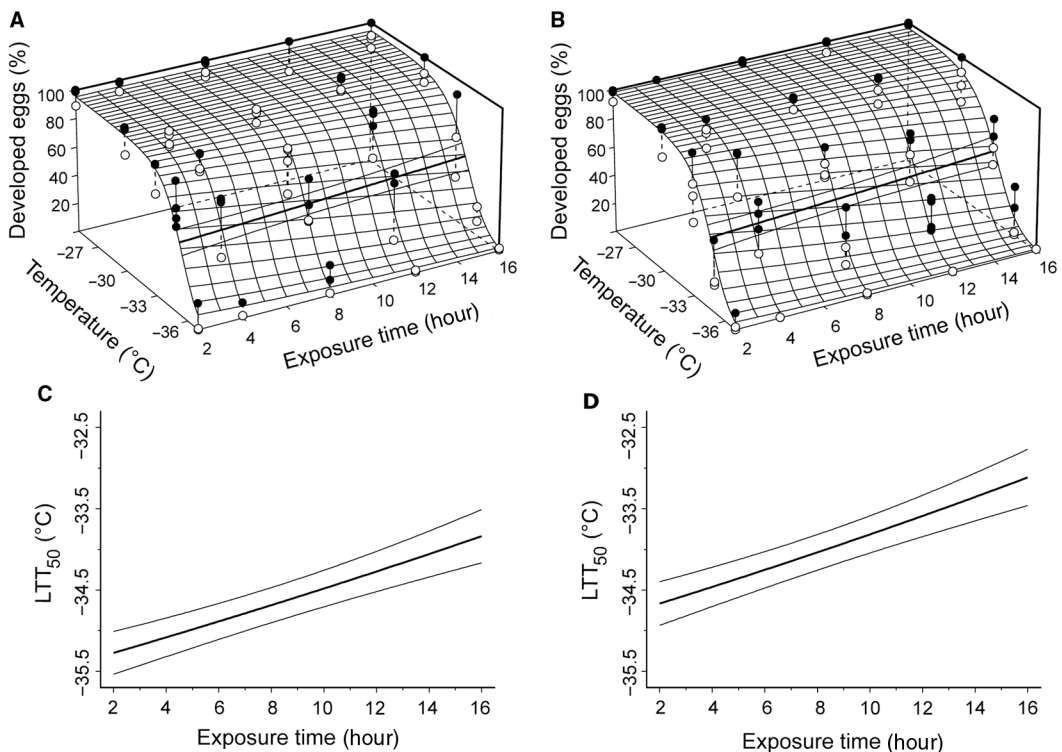 A
Developed eggs (%)
100
80
60
40
20
−27
−30
−33
−36
Temperature (°C)
2
4
6
8
10
12
14
16
Exposure time (hour)
B
Developed eggs (%)
100
80
60
40
20
−27
−30
−33
−36
Temperature (°C)
2
4
6
8
10
12
14
16
Exposure time (hour)
C
LTT50 (°C)
−32.5
−33.5
−34.5
−35.5
2 4 6 8 10 12 14 16
Exposure time (hour)
D
LTT50 (°C)
−32.5
−33.5
−34.5
−35.5
2 4 6 8 10 12 14 16
Exposure time (hour)